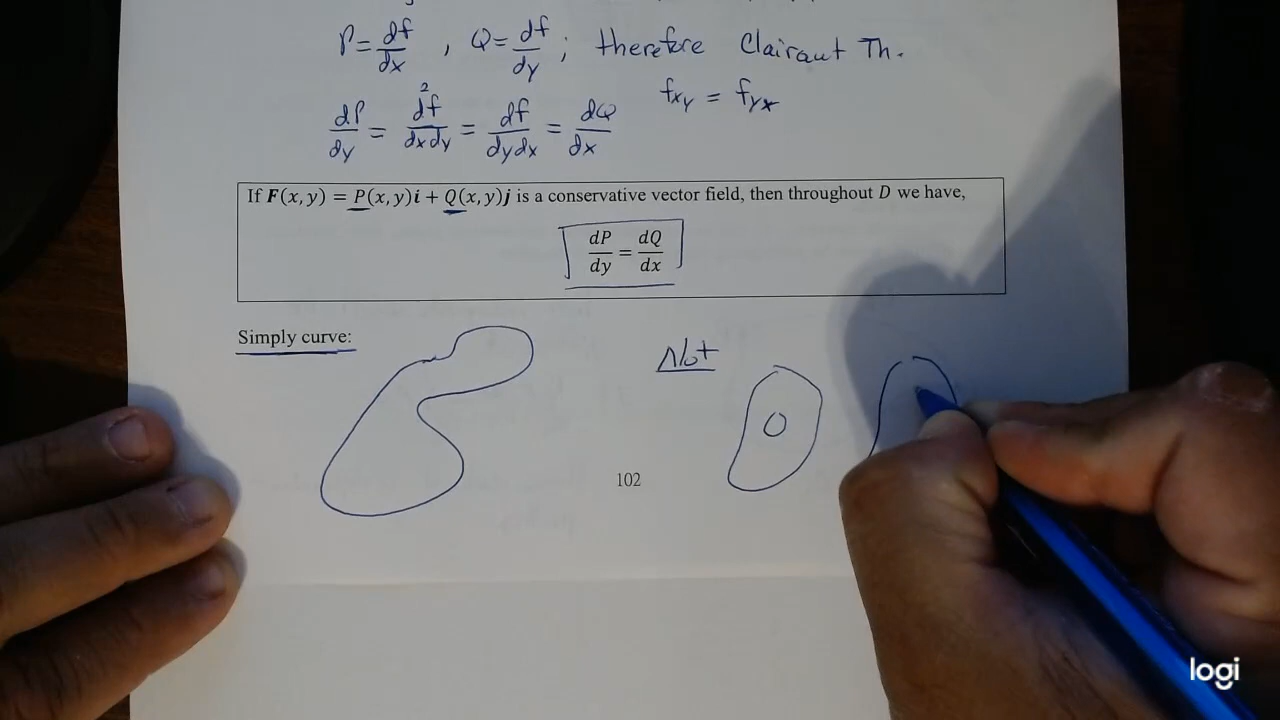 P = df/dx , Q = df/dy ; therefore Clairaut Th.
fxy = fyx
dP/dy = d²f/dxdy = df/dydx = dQ/dx
If F(x, y) = P(x, y)i + Q(x, y)j is a conservative vector field, then throughout D we have,
dP/dy = dQ/dx
Simply curve:
Not
102
logi